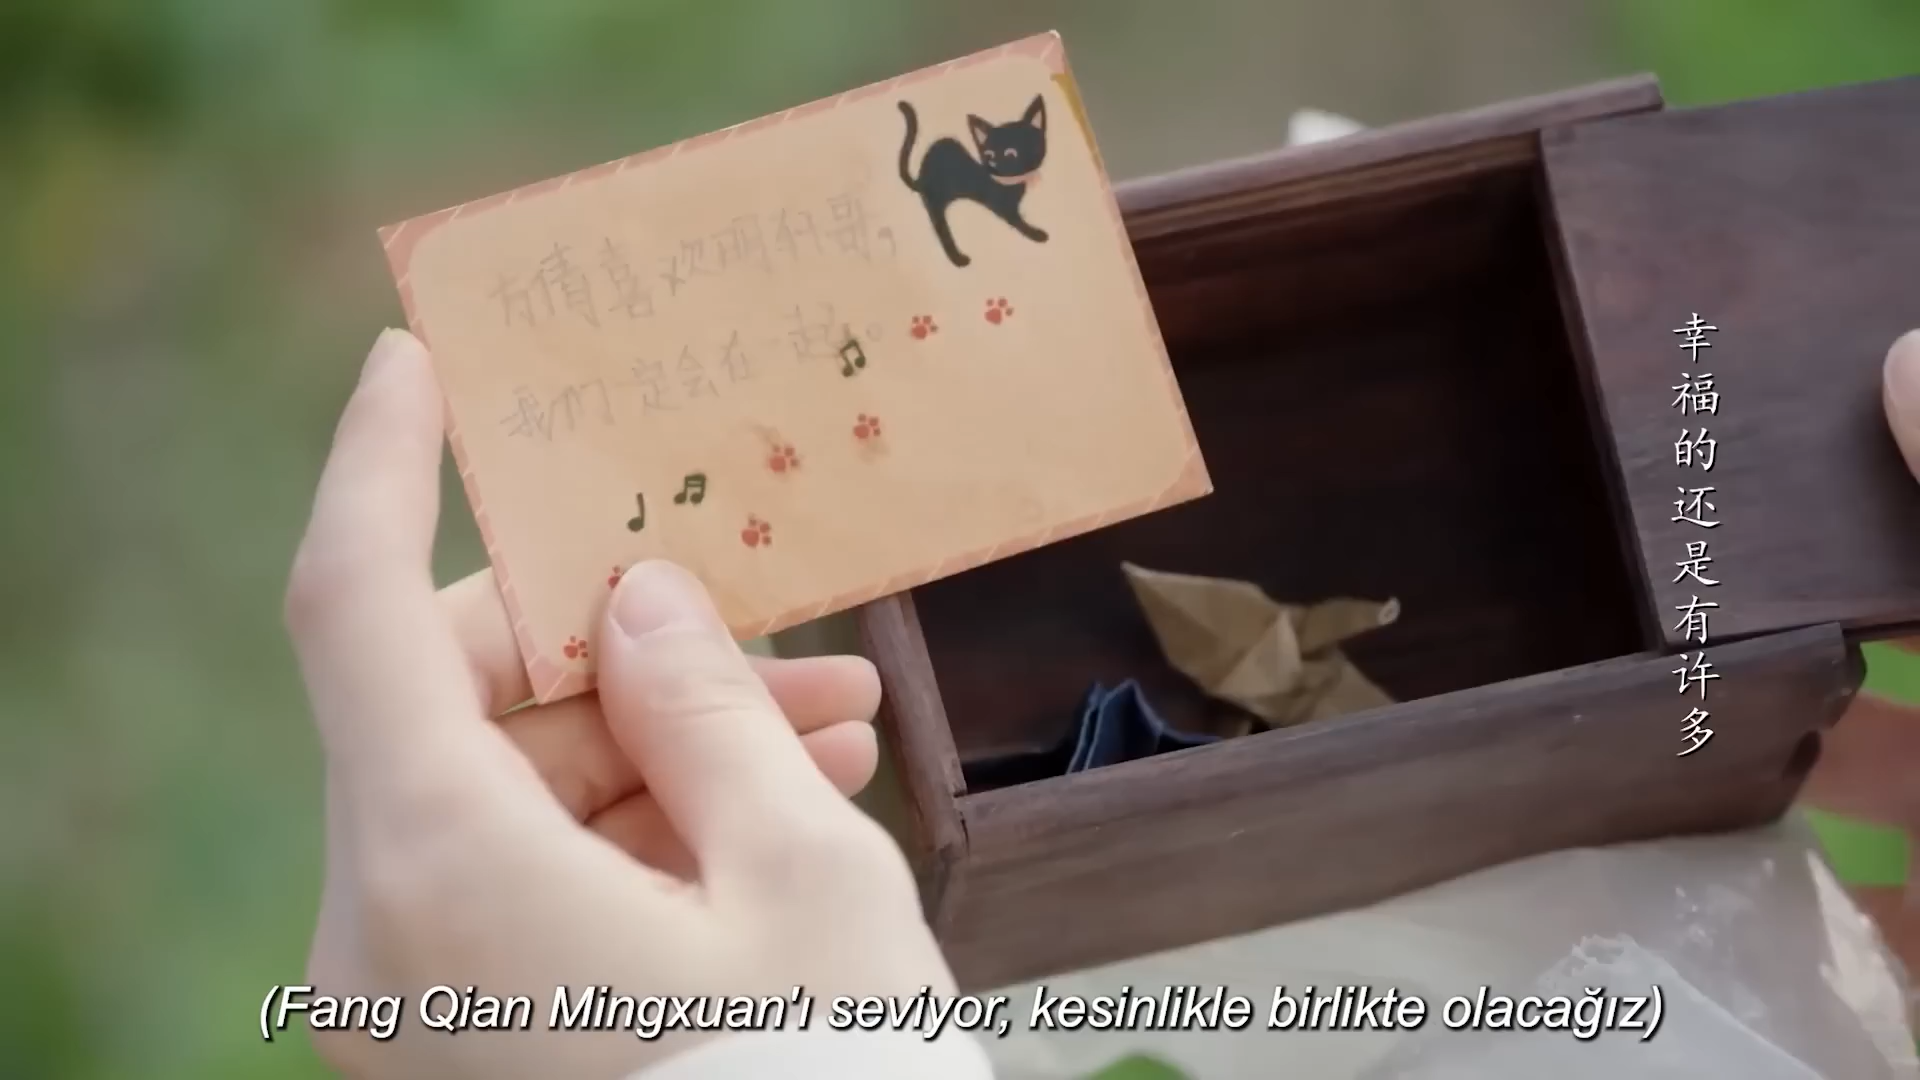 方倩喜欢明轩哥,
我们一定会在一起。
幸福的还是有许多
(Fang Qian Mingxuan'ı seviyor, kesinlikle birlikte olacağız)